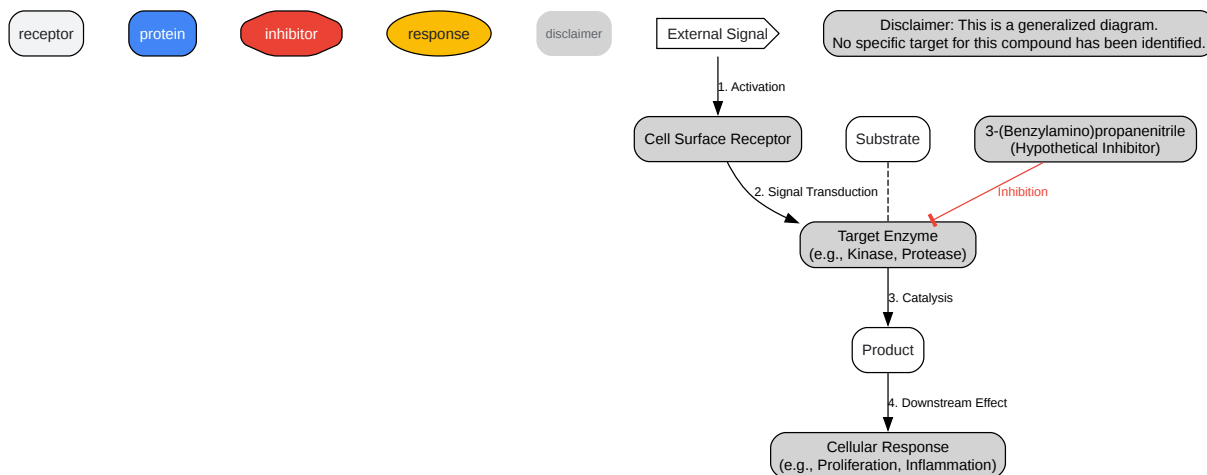 receptor
protein
inhibitor
response
disclaimer
External Signal
Disclaimer: This is a generalized diagram.
No specific target for this compound has been identified.
1. Activation
Cell Surface Receptor
Substrate
3-(Benzylamino)propanenitrile
(Hypothetical Inhibitor)
2. Signal Transduction
Inhibition
Target Enzyme
(e.g., Kinase, Protease)
3. Catalysis
Product
4. Downstream Effect
Cellular Response
(e.g., Proliferation, Inflammation)